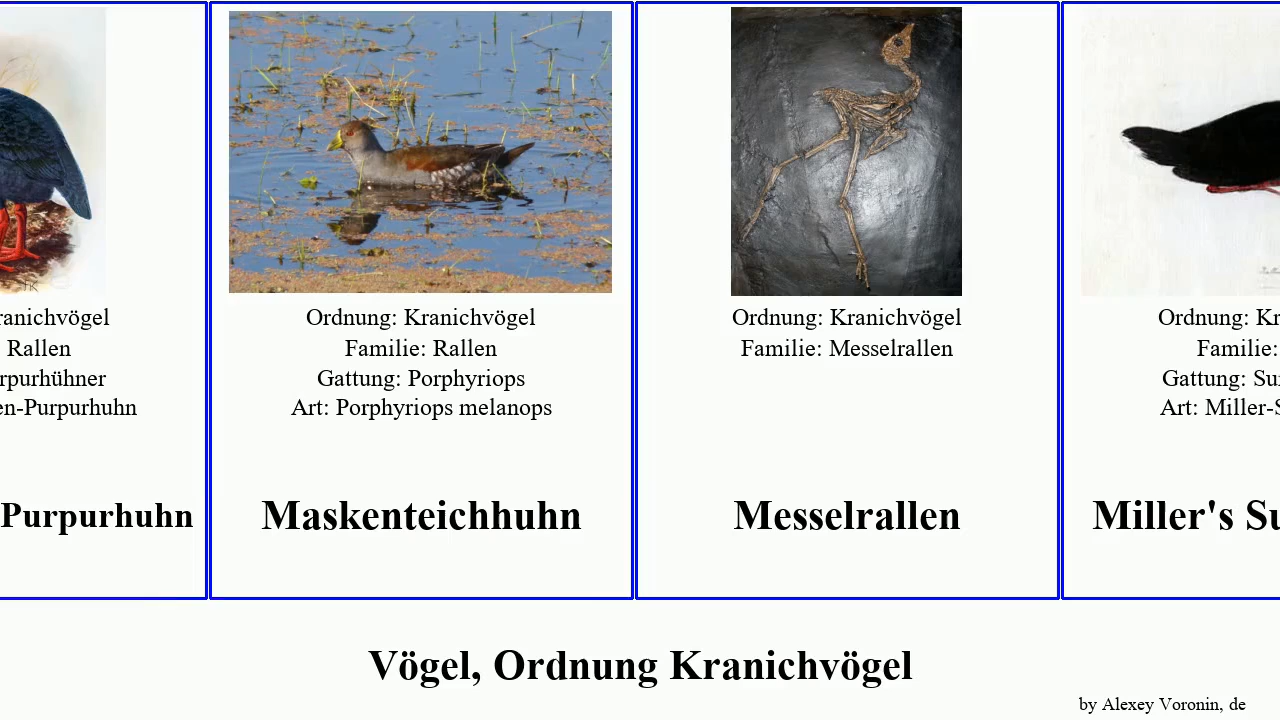 ranichvögel
Rallen
rpurhühner
en-Purpurhuhn
Purpurhuhn
Ordnung: Kranichvögel
Familie: Rallen
Gattung: Porphyriops
Art: Porphyriops melanops
Maskenteichhuhn
Ordnung: Kranichvögel
Familie: Messelrallen
Messelrallen
Ordnung: Kr
Familie:
Gattung: Su
Art: Miller-S
Miller's Su
Vögel, Ordnung Kranichvögel
by Alexey Voronin, de